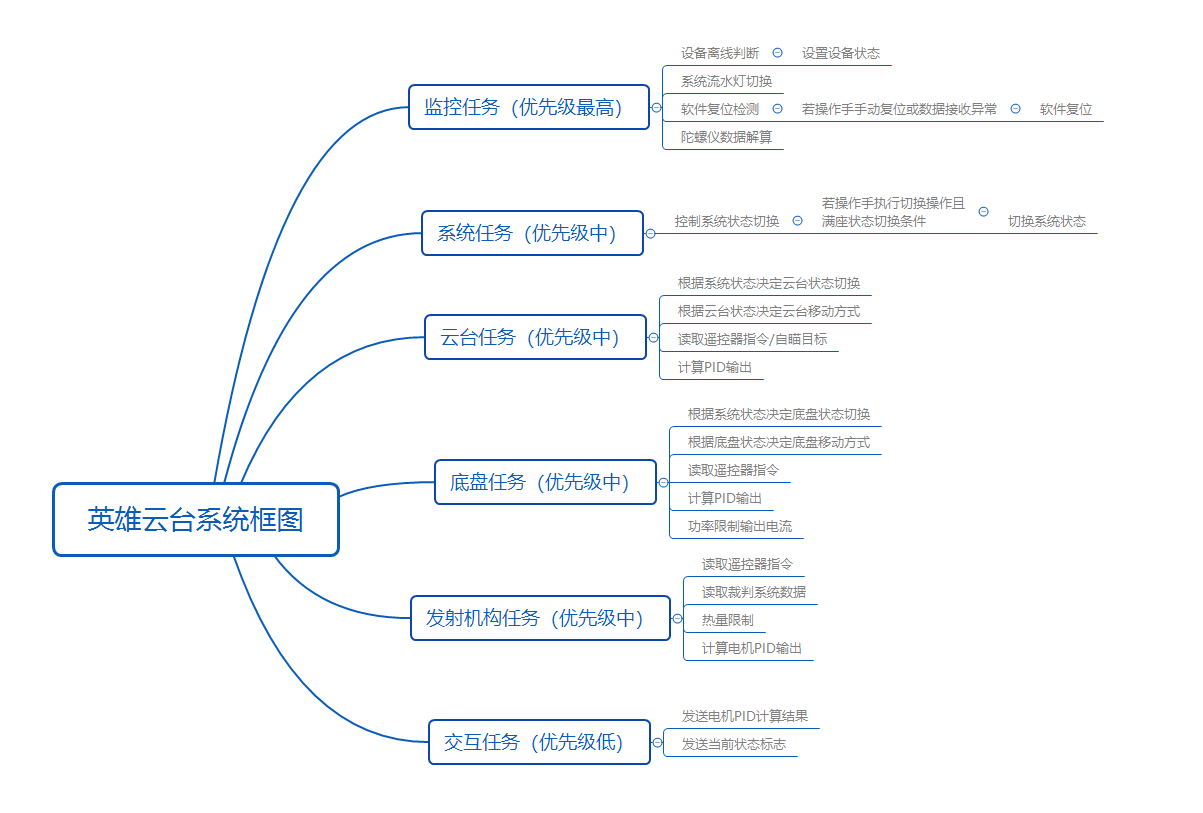 英雄云台系统框图
监控任务（优先级最高）
设备离线判断
设置设备状态
系统流水灯切换
软件复位检测
若操作手手动复位或数据接收异常
软件复位
陀螺仪数据解算
系统任务（优先级中）
控制系统状态切换
若操作手执行切换操作且
满座状态切换条件
切换系统状态
云台任务（优先级中）
根据系统状态决定云台状态切换
根据云台状态决定云台移动方式
读取遥控器指令/自瞄目标
计算PID输出
底盘任务（优先级中）
根据系统状态决定底盘状态切换
根据底盘状态决定底盘移动方式
读取遥控器指令
计算PID输出
功率限制输出电流
发射机构任务（优先级中）
读取遥控器指令
读取裁判系统数据
热量限制
计算电机PID输出
交互任务（优先级低）
发送电机PID计算结果
发送当前状态标志